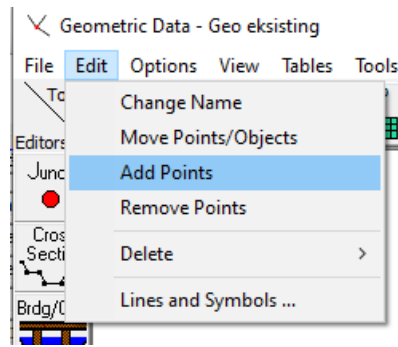 Geometric Data - Geo eksisting
File Edit Options View Tables Tools
Change Name
Editors
Move Points/Objects
Junc
Add Points
Remove Points
Cros
Secti
Delete
Brdg/C
Lines and Symbols ...